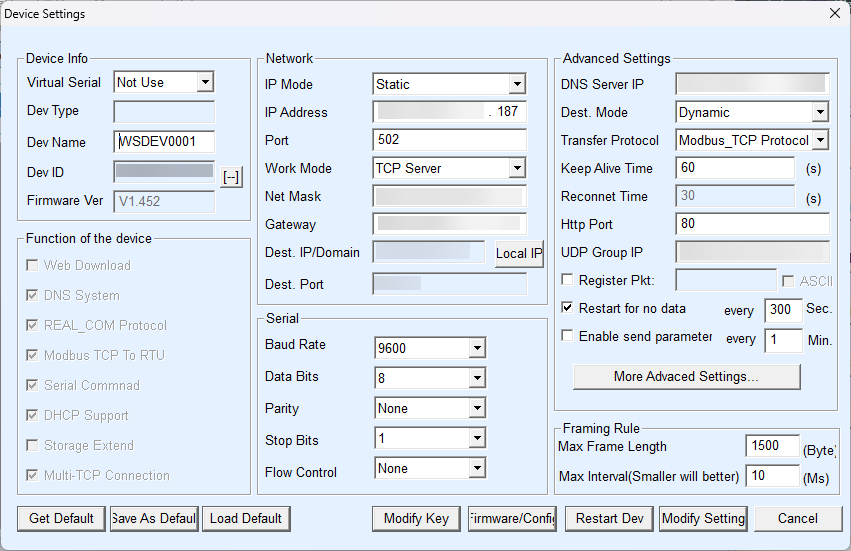 Device Settings
Device Info
Virtual Serial Not Use
Dev Type
Dev Name WSDEV0001
Dev ID [--]
Firmware Ver V1.452
Function of the device
Web Download
DNS System
REAL_COM Protocol
Modbus TCP To RTU
Serial Commnad
DHCP Support
Storage Extend
Multi-TCP Connection
Network
IP Mode Static
IP Address . 187
Port 502
Work Mode TCP Server
Net Mask
Gateway
Dest. IP/Domain Local IP
Dest. Port
Serial
Baud Rate 9600
Data Bits 8
Parity None
Stop Bits 1
Flow Control None
Advanced Settings
DNS Server IP
Dest. Mode Dynamic
Transfer Protocol Modbus_TCP Protocol
Keep Alive Time 60 (s)
Reconnet Time 30 (s)
Http Port 80
UDP Group IP
Register Pkt: ASCII
Restart for no data every 300 Sec.
Enable send parameter every 1 Min.
More Advaced Settings...
Framing Rule
Max Frame Length 1500 (Byte)
Max Interval(Smaller will better) 10 (Ms)
Get Default Save As Default Load Default Modify Key Firmware/Config Restart Dev Modify Setting Cancel